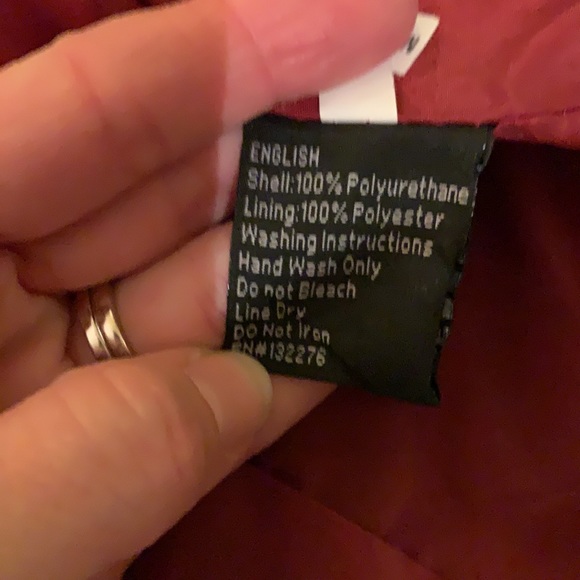 ENGLISH
Shell:100% Polyurethane
Lining:100% Polyester
Washing Instructions
Hand Wash Only
Do not Bleach
Line Dry
Do Not Iron
RN#132276